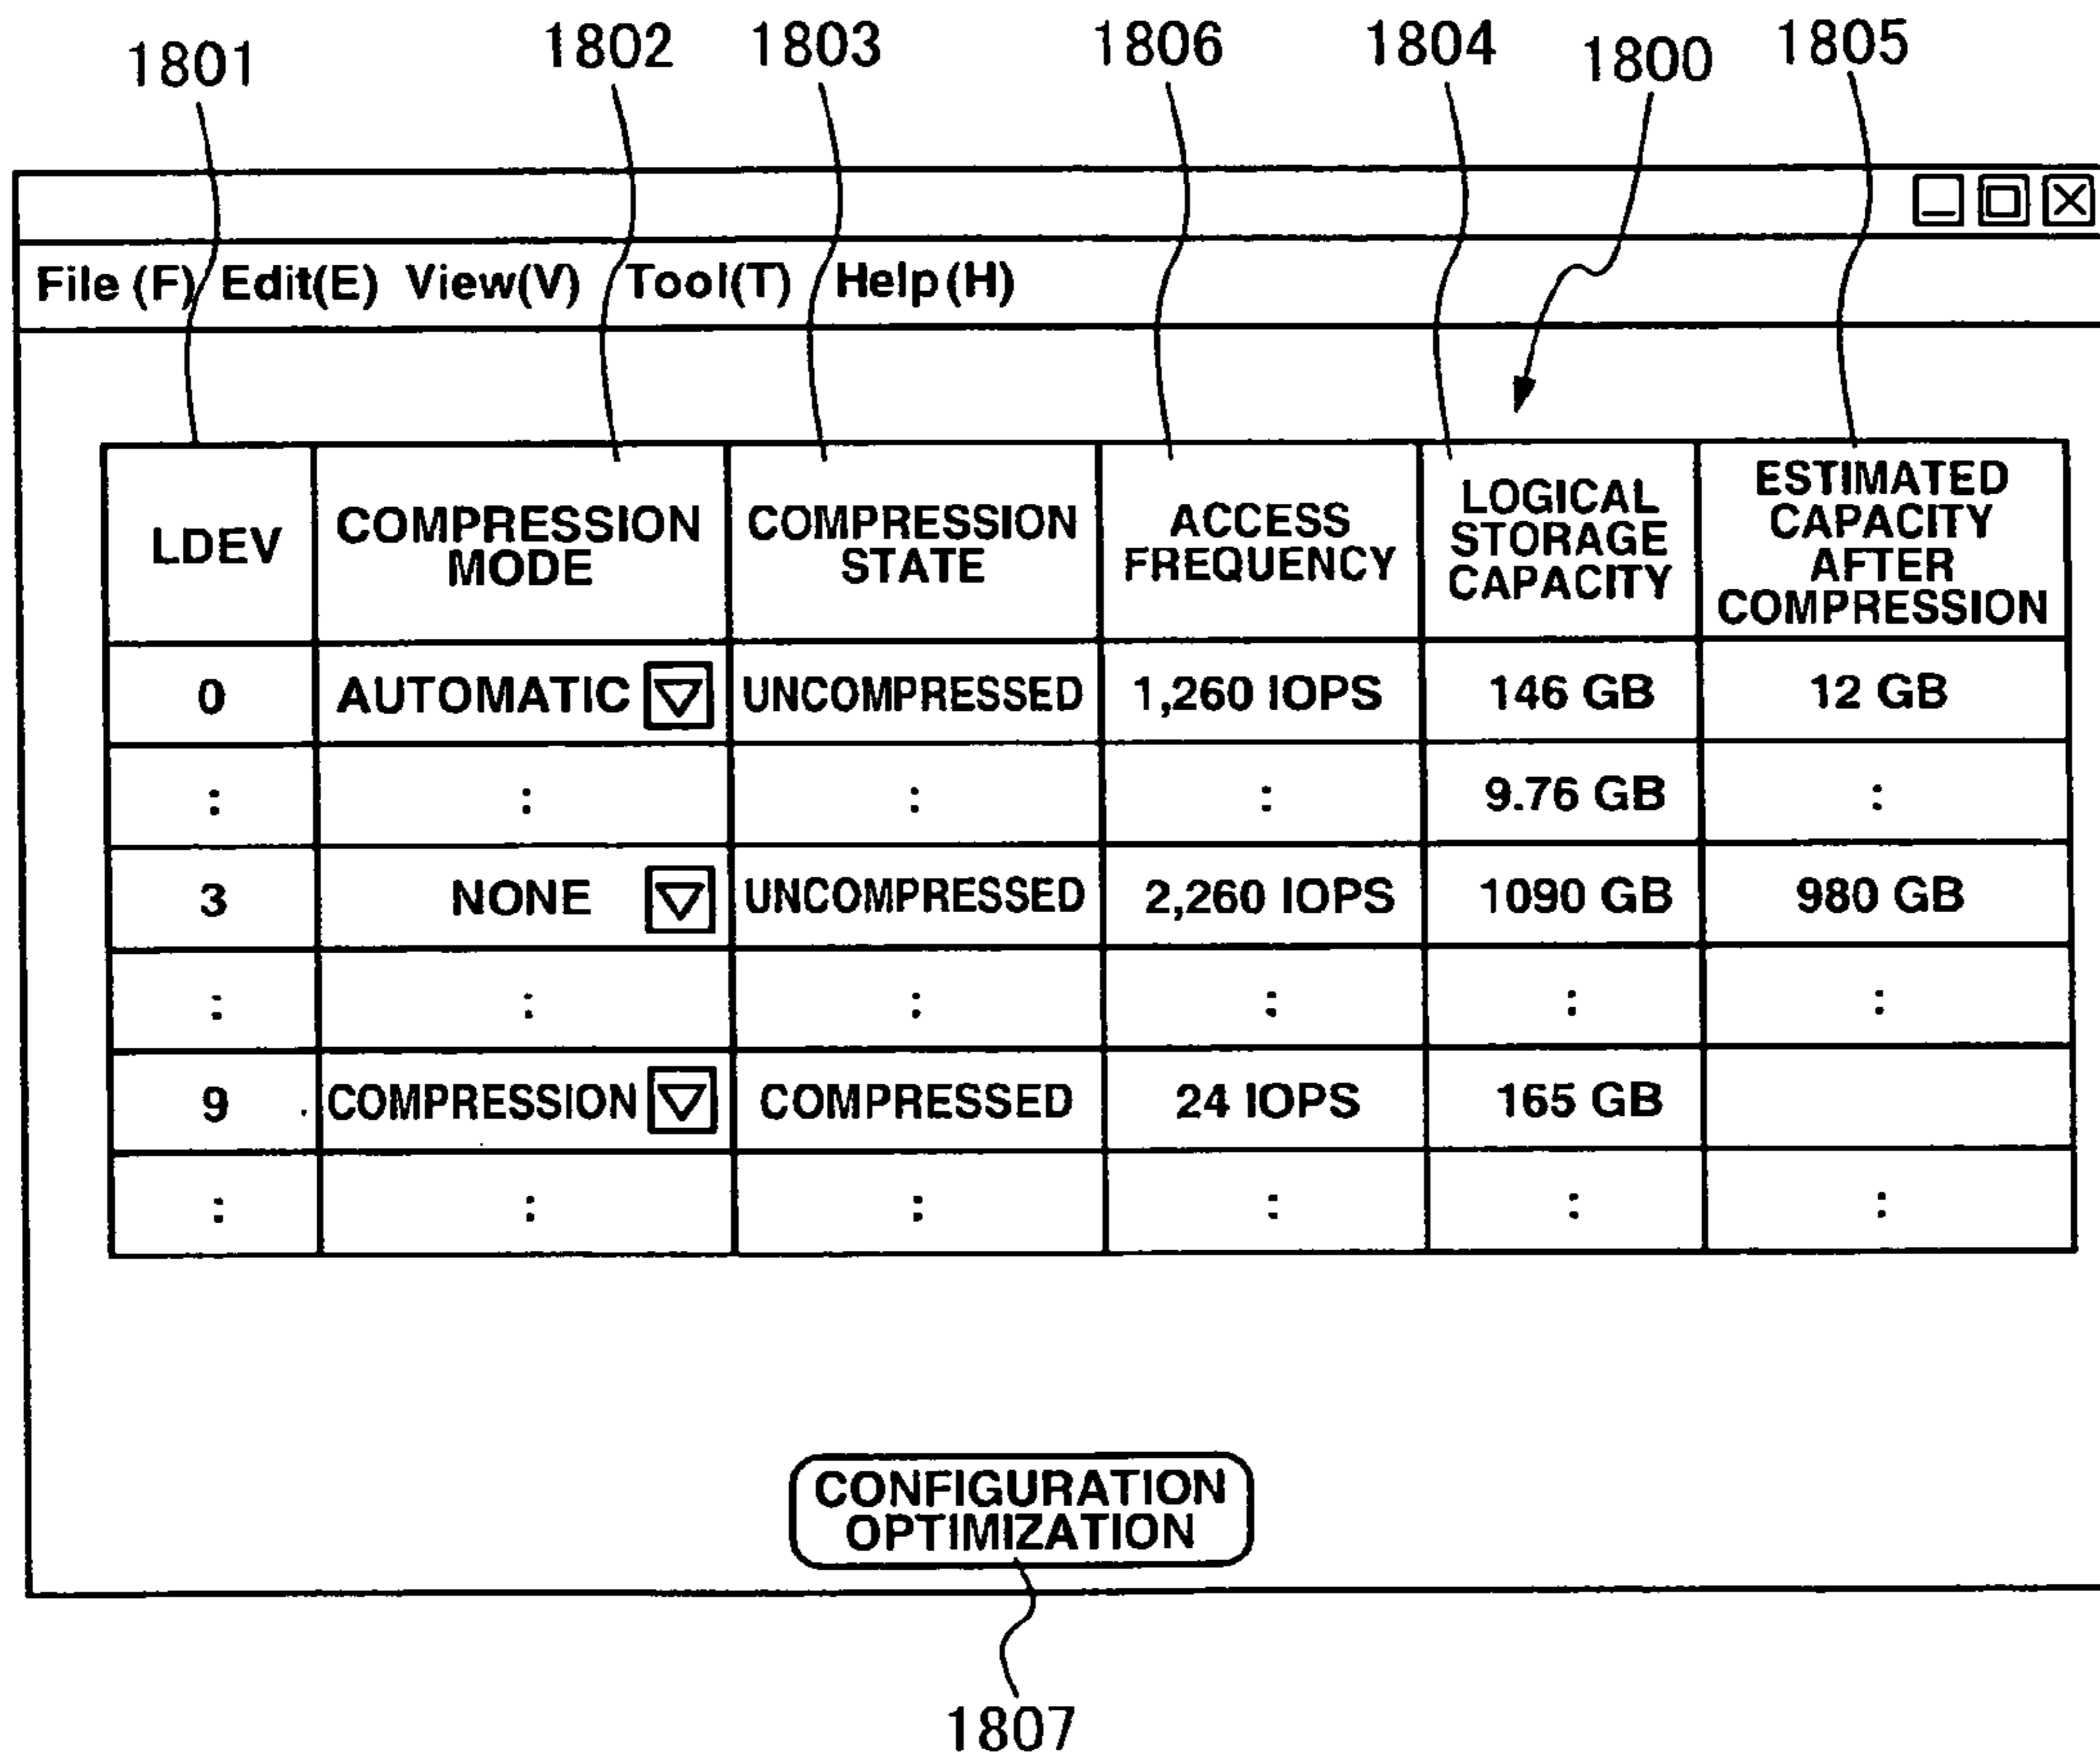 1801 1802 1803 1806 1804 1800 1805
File (F) Edit(E) View(V) Tool(T) Help (H)
LDEV
COMPRESSION
MODE
COMPRESSION
STATE
ACCESS
FREQUENCY
LOGICAL
STORAGE
CAPACITY
ESTIMATED
CAPACITY
AFTER
COMPRESSION
0 AUTOMATIC UNCOMPRESSED 1,260 IOPS 146 GB 12 GB
: : : : 9.76 GB :
3 NONE UNCOMPRESSED 2,260 IOPS 1090 GB 980 GB
: : : : : :
9 COMPRESSION COMPRESSED 24 IOPS 165 GB
: : : : : :
CONFIGURATION
OPTIMIZATION
1807